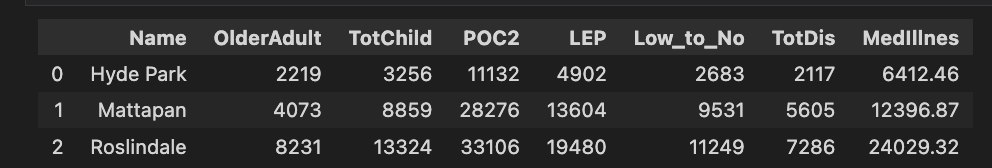 Name OlderAdult TotChild POC2 LEP Low_to_No TotDis MedIllnes
0 Hyde Park 2219 3256 11132 4902 2683 2117 6412.46
1 Mattapan 4073 8859 28276 13604 9531 5605 12396.87
2 Roslindale 8231 13324 33106 19480 11249 7286 24029.32